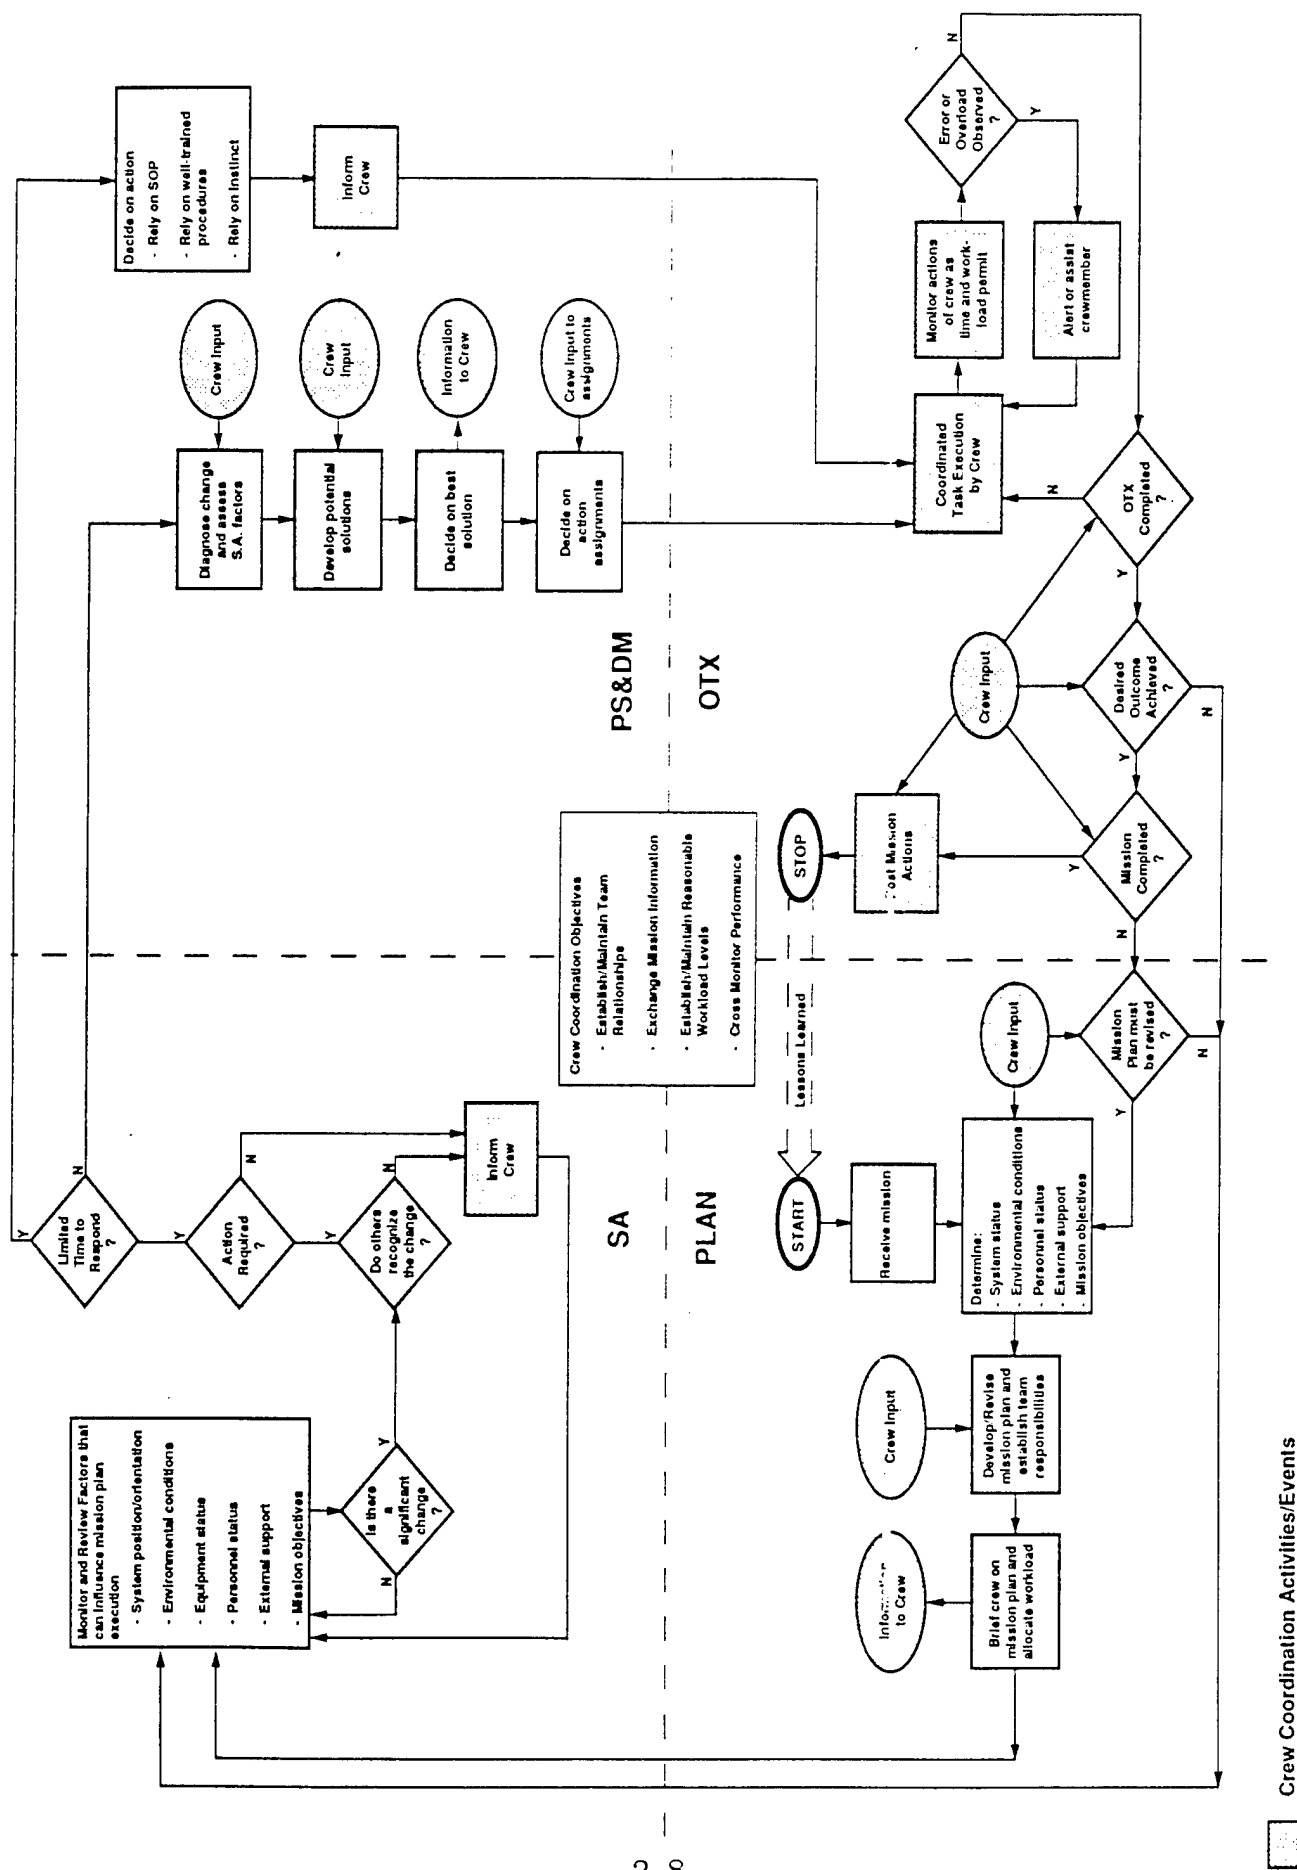 Monitor and Review Factors that
can Influence mission plan
execution
- System position/orientation
- Environmental conditions
- Equipment status
- Personnel status
- External support
- Mission objectives
Is there
a
significant
change
?
N
Y
Do others
recognize
the change
?
Y
N
Action
Required
?
Y
N
Limited
Time to
Respond
?
Y
N
Inform
Crew
SA
Decide on action
- Rely on SOP
- Rely on well-trained
procedures
- Rely on Instinct
Inform
Crew
Diagnose change
and assess
S.A. factors
Crew Input
Develop potential
solutions
Crew
Input
Decide on best
solution
Information
to Crew
Decide on
action
assignments
Crew Input to
assignments
PS&DM
Crew Coordination Objectives
- Establish/Maintain Team
Relationships
- Exchange Mission Information
- Establish/Maintain Reasonable
Workload Levels
- Cross Monitor Performance
PLAN
START
Lessons Learned
STOP
Receive mission
Determine:
- System status
- Environmental conditions
- Personnel status
- External support
- Mission objectives
Crew Input
Develop/Revise
mission plan and
establish team
responsibilities
Crew Input
Brief crew on
mission plan and
allocate workload
to Crew
Mission
Plan must
be revised
?
Y
N
OTX
Coordinated
Task Execution
by Crew
Monitor actions
of crew as
time and work-
load permit
Error or
Overload
Observed
?
N
Y
Alert or assist
crewmember
OTX
Completed
?
N
Y
Crew Input
Desired
Outcome
Achieved
?
Y
N
Mission
Completed
?
Y
N
Mission
Actions
Crew Coordination Activities/Events